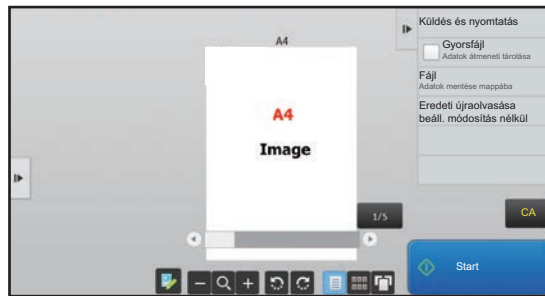 A4
A4
Image
1/5
Küldés és nyomtatás
Gyorsfájl
Adatok átmeneti tárolása
Fájl
Adatok mentése mappába
Eredeti újraolvasása
beáll. módosítás nélkül
CA
Start